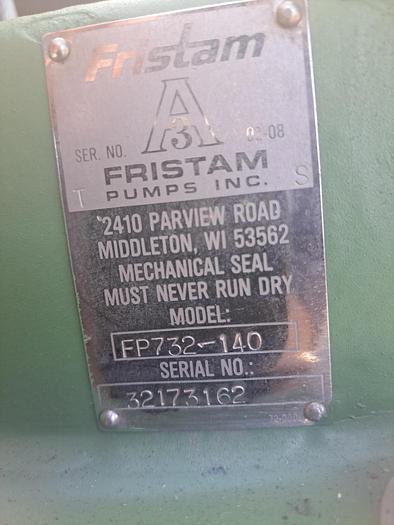 Fristam
A
3
SER. NO. 02-08
FRISTAM
PUMPS INC.
T S
2410 PARVIEW ROAD
MIDDLETON, WI 53562
MECHANICAL SEAL
MUST NEVER RUN DRY
MODEL:
FP732-140
SERIAL NO.:
32173162